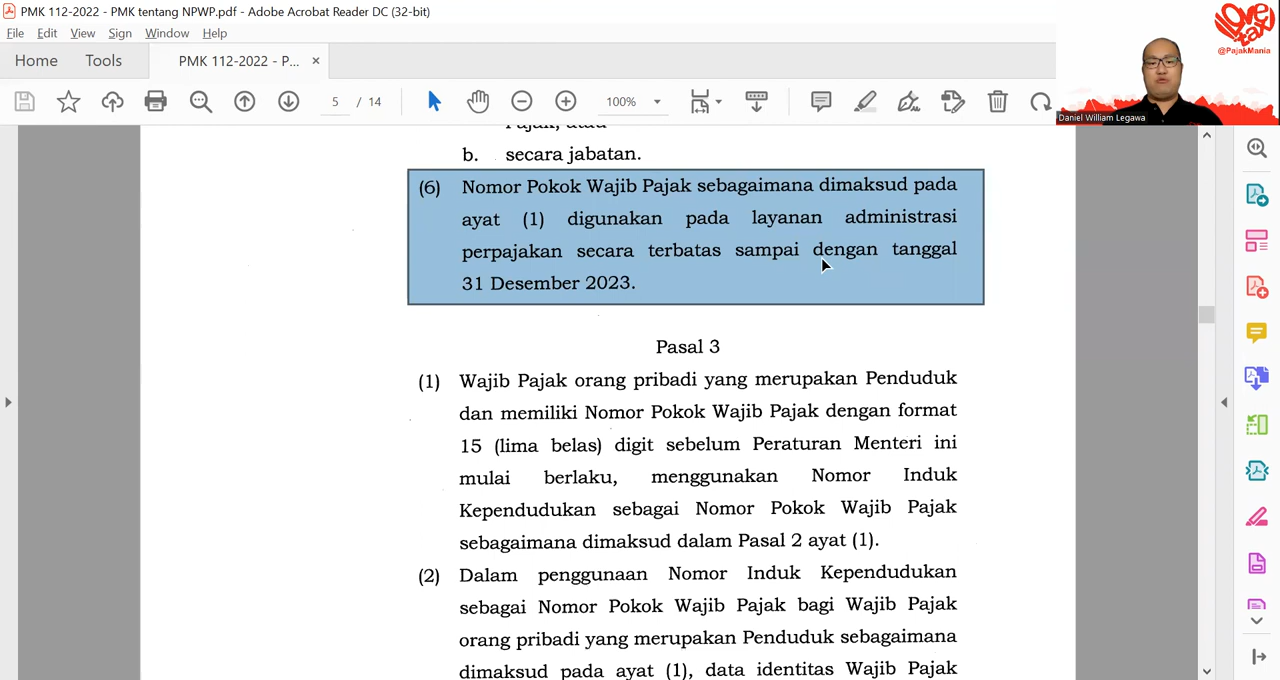 PMK 112-2022 - PMK tentang NPWP.pdf - Adobe Acrobat Reader DC (32-bit)
File Edit View Sign Window Help
Home Tools PMK 112-2022 - P... ×
5 / 14 100%
I love tax
@PajakMania
Daniel William Legawa
Pajak, atau
b. secara jabatan.
(6) Nomor Pokok Wajib Pajak sebagaimana dimaksud pada
ayat (1) digunakan pada layanan administrasi
perpajakan secara terbatas sampai dengan tanggal
31 Desember 2023.
Pasal 3
(1) Wajib Pajak orang pribadi yang merupakan Penduduk
dan memiliki Nomor Pokok Wajib Pajak dengan format
15 (lima belas) digit sebelum Peraturan Menteri ini
mulai berlaku, menggunakan Nomor Induk
Kependudukan sebagai Nomor Pokok Wajib Pajak
sebagaimana dimaksud dalam Pasal 2 ayat (1).
(2) Dalam penggunaan Nomor Induk Kependudukan
sebagai Nomor Pokok Wajib Pajak bagi Wajib Pajak
orang pribadi yang merupakan Penduduk sebagaimana
dimaksud pada ayat (1), data identitas Wajib Pajak